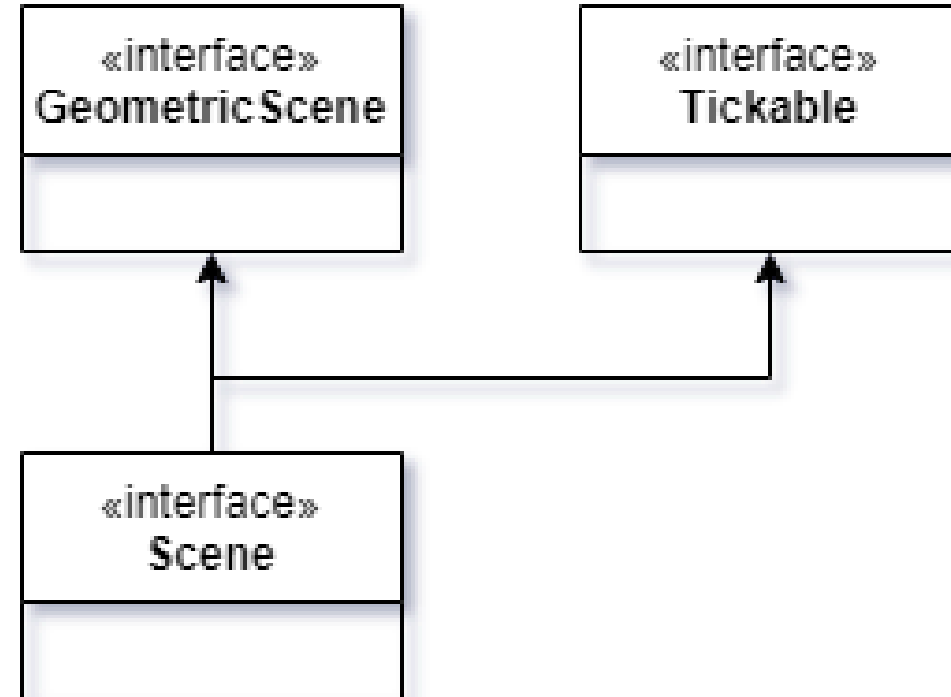 «interface»
GeometricScene
«interface»
Tickable
«interface»
Scene